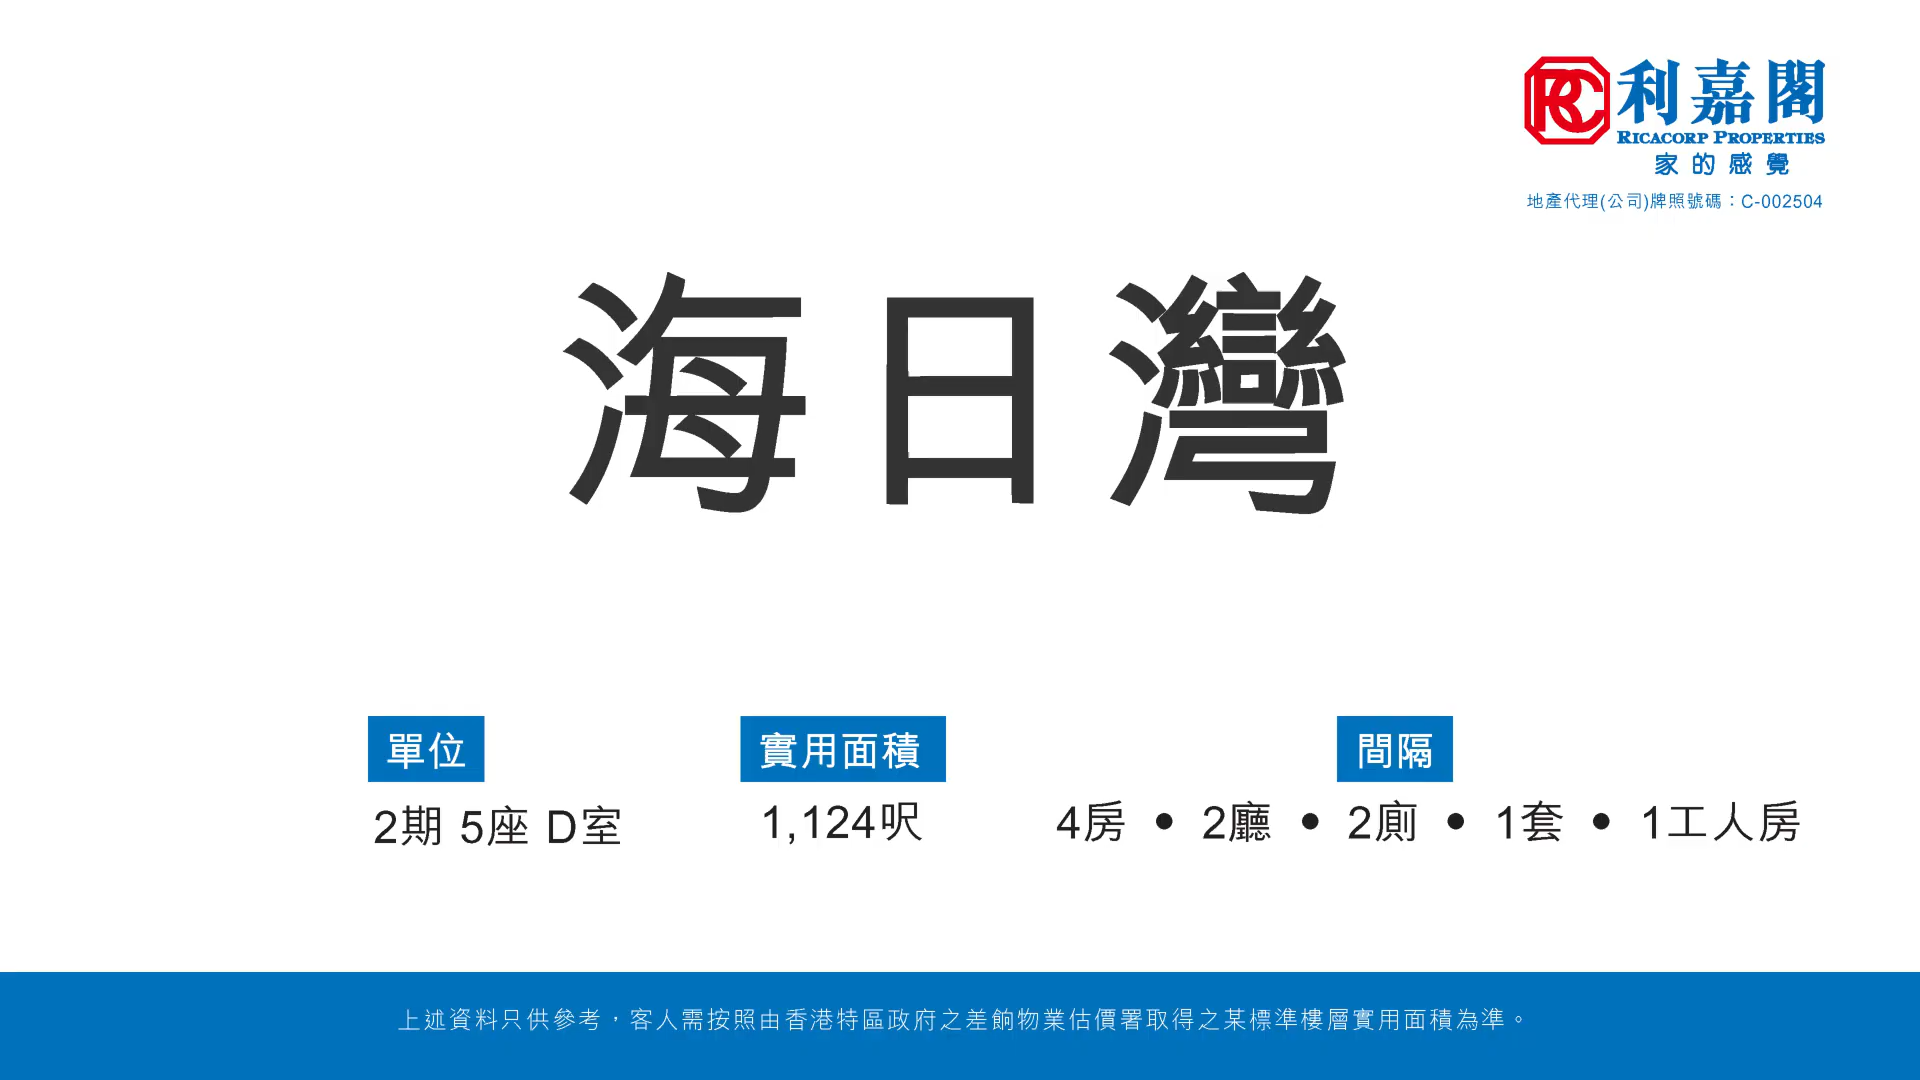 利嘉閣
RICACORP PROPERTIES
家的感覺
地產代理(公司)牌照號碼：C-002504
海日灣
單位
2期 5座 D室
實用面積
1,124呎
間隔
4房 • 2廳 • 2廁 • 1套 • 1工人房
上述資料只供參考，客人需按照由香港特區政府之差餉物業估價署取得之某標準樓層實用面積為準。